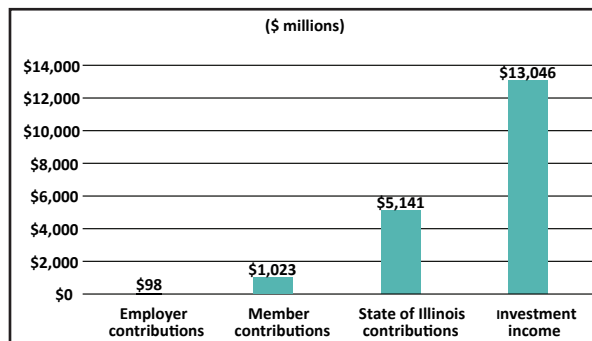 ($ millions)
$14,000
$12,000
$10,000
$8,000
$6,000
$4,000
$2,000
$0
$98
$1,023
$5,141
$13,046
Employer
contributions
Member
contributions
State of Illinois
contributions
Investment
income